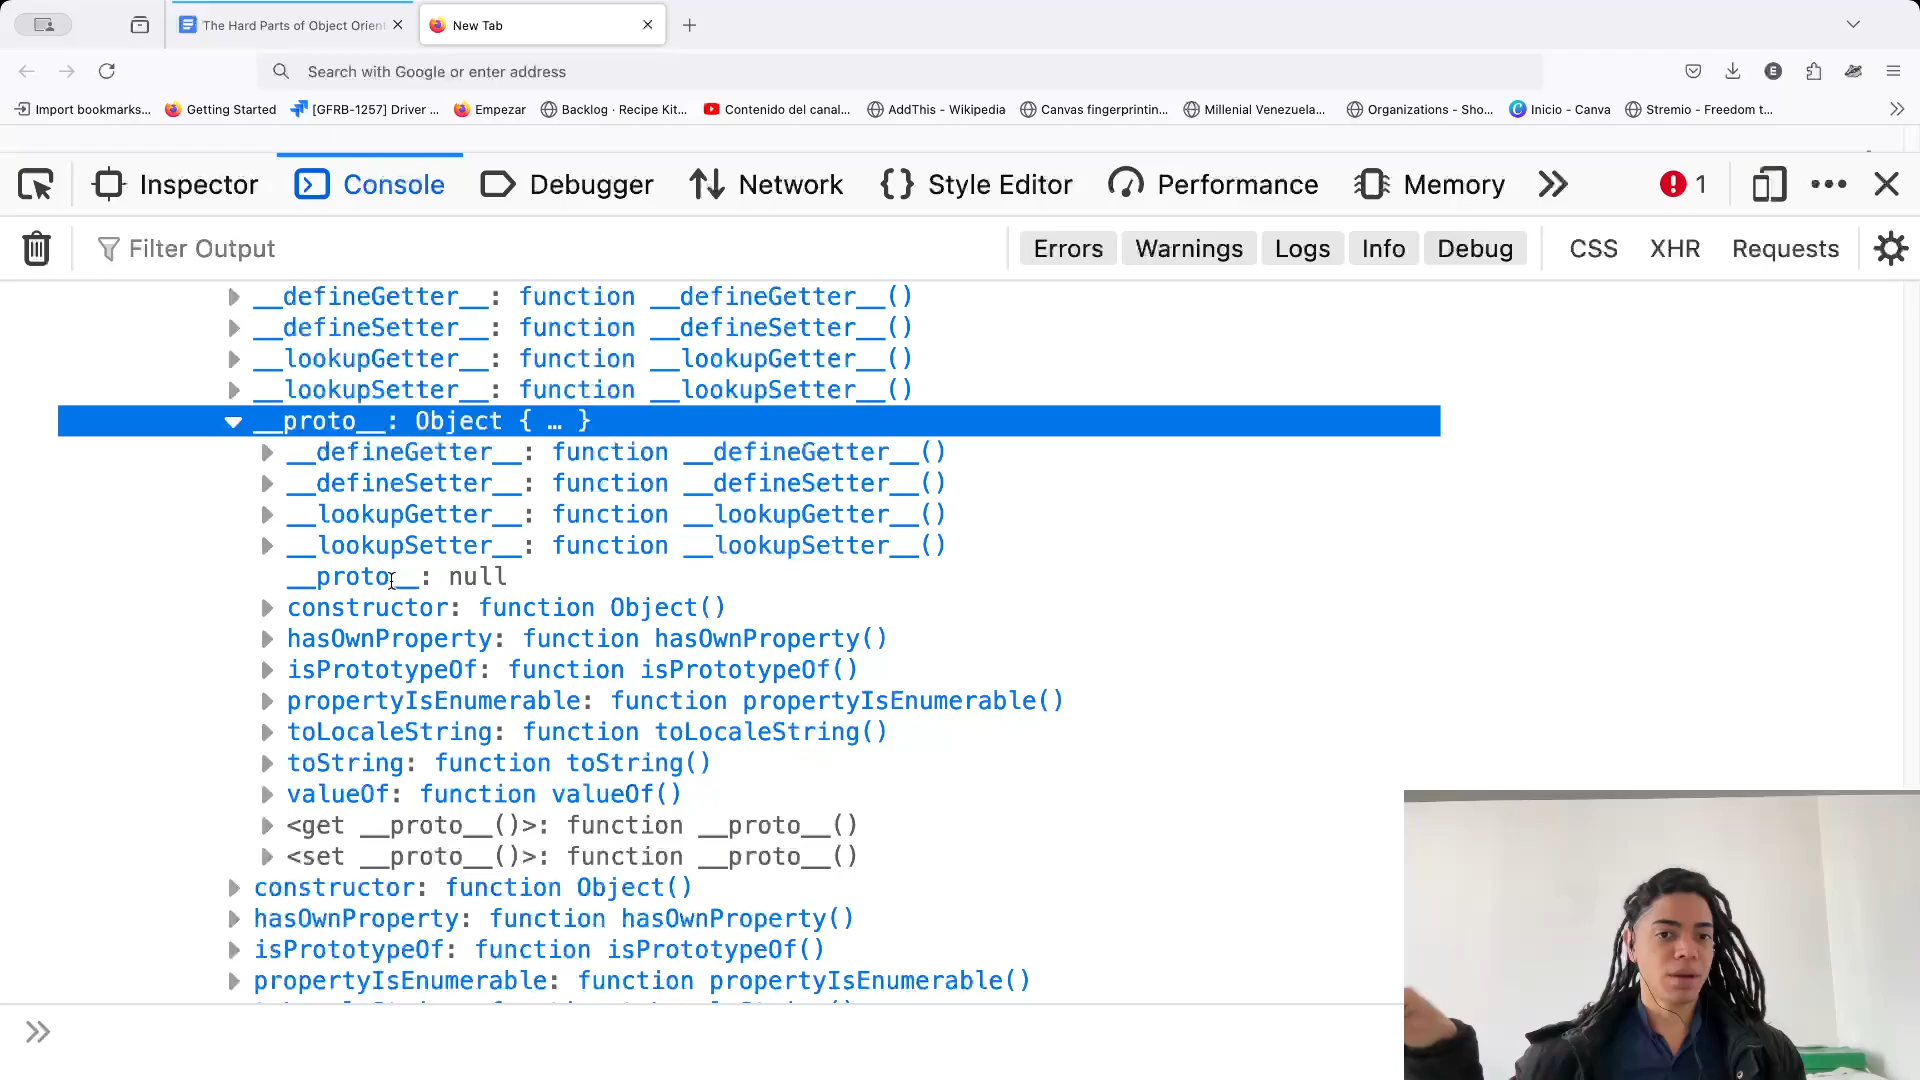 The Hard Parts of Object Orien
New Tab
Search with Google or enter address
E
Import bookmarks...
Getting Started
[GFRB-1257] Driver ...
Empezar
Backlog · Recipe Kit...
Contenido del canal...
AddThis - Wikipedia
Canvas fingerprintin...
Millenial Venezuela...
Organizations - Sho...
Inicio - Canva
Stremio - Freedom t...
Inspector
Console
Debugger
Network
Style Editor
Performance
Memory
1
Filter Output
Errors
Warnings
Logs
Info
Debug
CSS
XHR
Requests
__defineGetter__: function __defineGetter__()
__defineSetter__: function __defineSetter__()
__lookupGetter__: function __lookupGetter__()
__lookupSetter__: function __lookupSetter__()
__proto__: Object { … }
__defineGetter__: function __defineGetter__()
__defineSetter__: function __defineSetter__()
__lookupGetter__: function __lookupGetter__()
__lookupSetter__: function __lookupSetter__()
__proto__: null
constructor: function Object()
hasOwnProperty: function hasOwnProperty()
isPrototypeOf: function isPrototypeOf()
propertyIsEnumerable: function propertyIsEnumerable()
toLocaleString: function toLocaleString()
toString: function toString()
valueOf: function valueOf()
<get __proto__()>: function __proto__()
<set __proto__()>: function __proto__()
constructor: function Object()
hasOwnProperty: function hasOwnProperty()
isPrototypeOf: function isPrototypeOf()
propertyIsEnumerable: function propertyIsEnumerable()